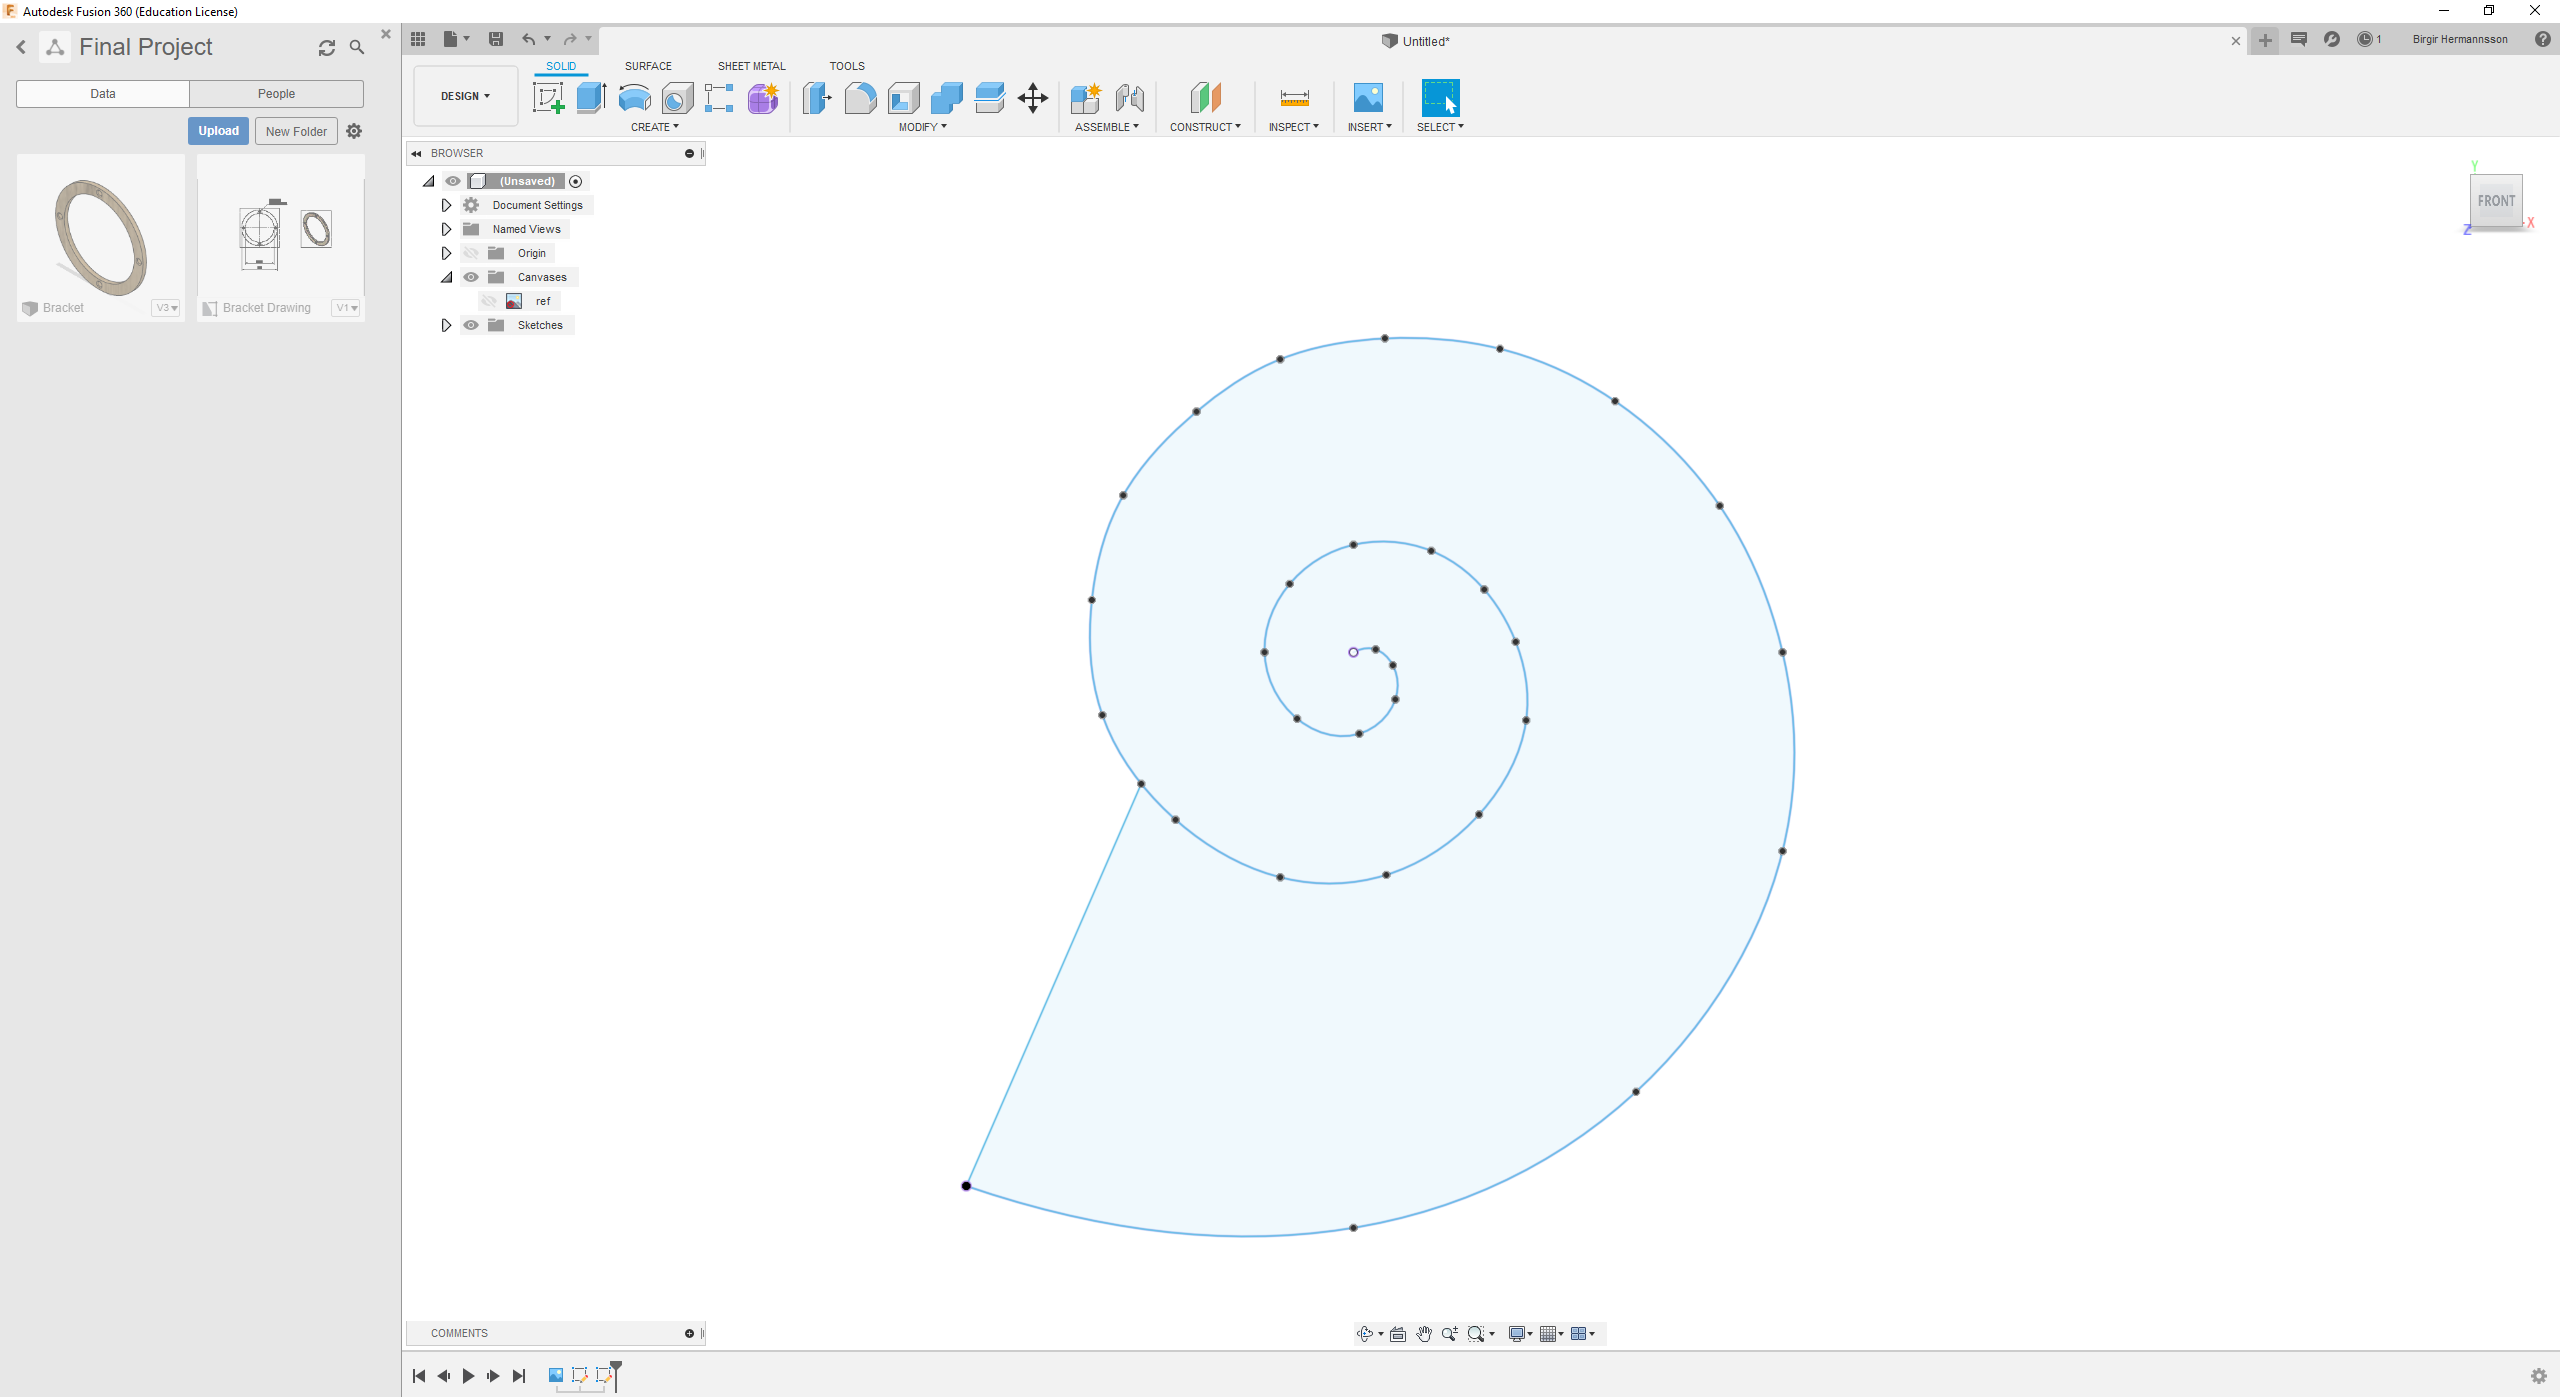 Autodesk Fusion 360 (Education License)
Final Project
Data
People
Upload
New Folder
Bracket
V3
Bracket Drawing
V1
Untitled*
1
Birgir Hermannsson
DESIGN
SOLID
SURFACE
SHEET METAL
TOOLS
CREATE
MODIFY
ASSEMBLE
CONSTRUCT
INSPECT
INSERT
SELECT
BROWSER
(Unsaved)
Document Settings
Named Views
Origin
Canvases
ref
Sketches
Y
FRONT
X
Z
COMMENTS